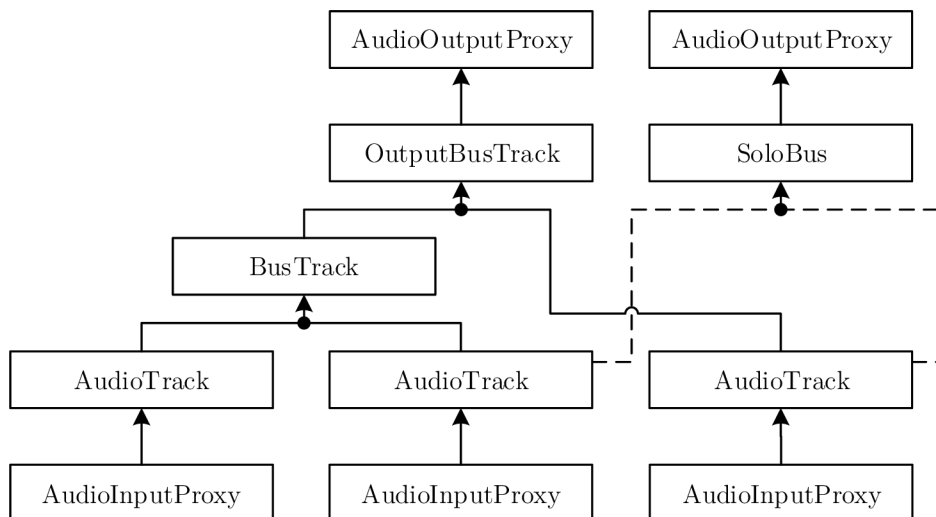 AudioOutputProxy AudioOutputProxy
OutputBusTrack SoloBus
BusTrack
AudioTrack AudioTrack AudioTrack
AudioInputProxy AudioInputProxy AudioInputProxy